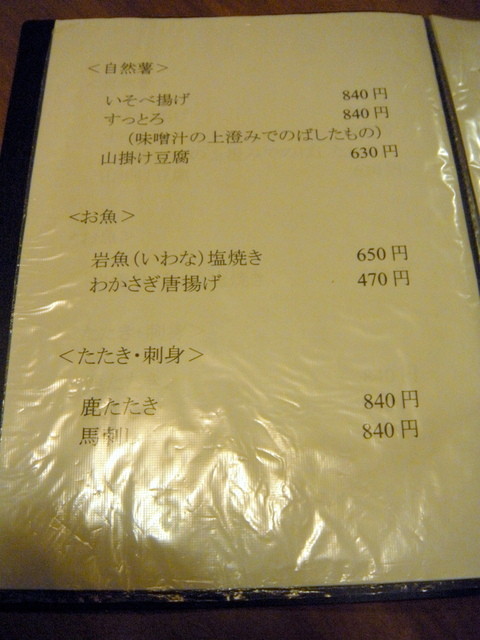 <自然薯>
いそべ揚げ 840円
すっとろ 840円
(味噌汁の上澄みでのばしたもの)
山掛け豆腐 630円
<お魚>
岩魚(いわな)塩焼き 650円
わかさぎ唐揚げ 470円
<たたき・刺身>
鹿たたき 840円
馬刺し 840円